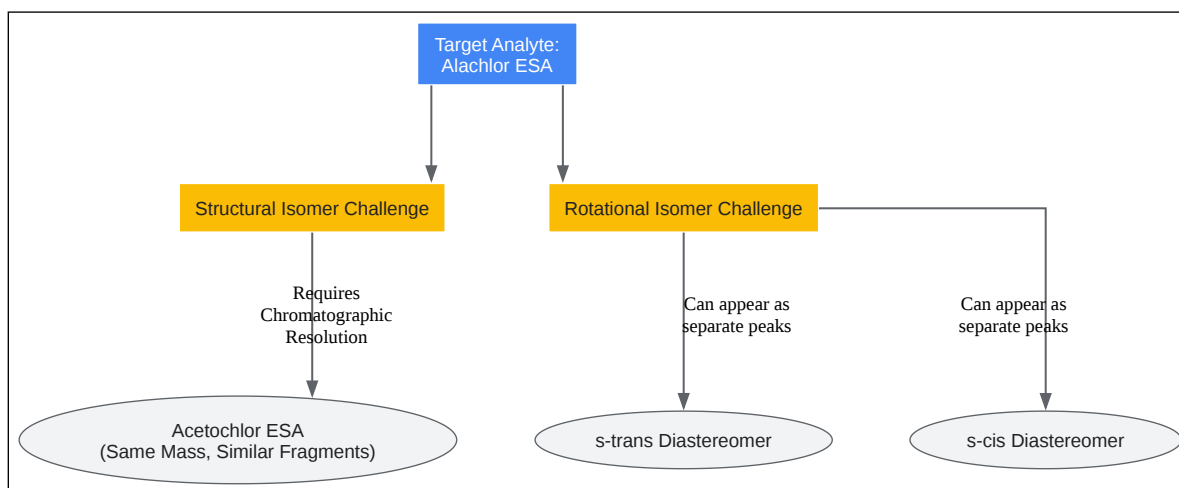 Target Analyte:
Alachlor ESA
Structural Isomer Challenge
Rotational Isomer Challenge
Requires
Chromatographic
Resolution
Can appear as
separate peaks
Can appear as
separate peaks
Acetochlor ESA
(Same Mass, Similar Fragments)
s-trans Diastereomer
s-cis Diastereomer